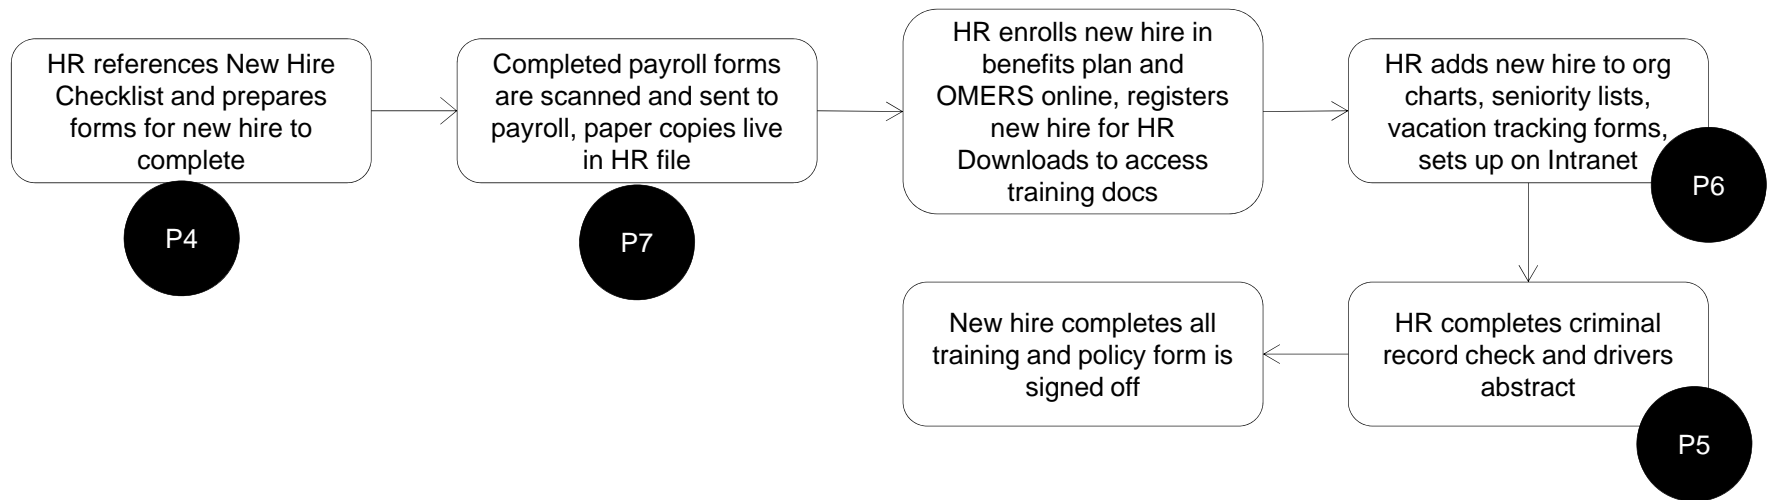 HR references New Hire
Checklist and prepares
forms for new hire to
complete
P4
Completed payroll forms
are scanned and sent to
payroll, paper copies live
in HR file
P7
HR enrolls new hire in
benefits plan and
OMERS online, registers
new hire for HR
Downloads to access
training docs
HR adds new hire to org
charts, seniority lists,
vacation tracking forms,
sets up on Intranet
P6
HR completes criminal
record check and drivers
abstract
P5
New hire completes all
training and policy form is
signed off